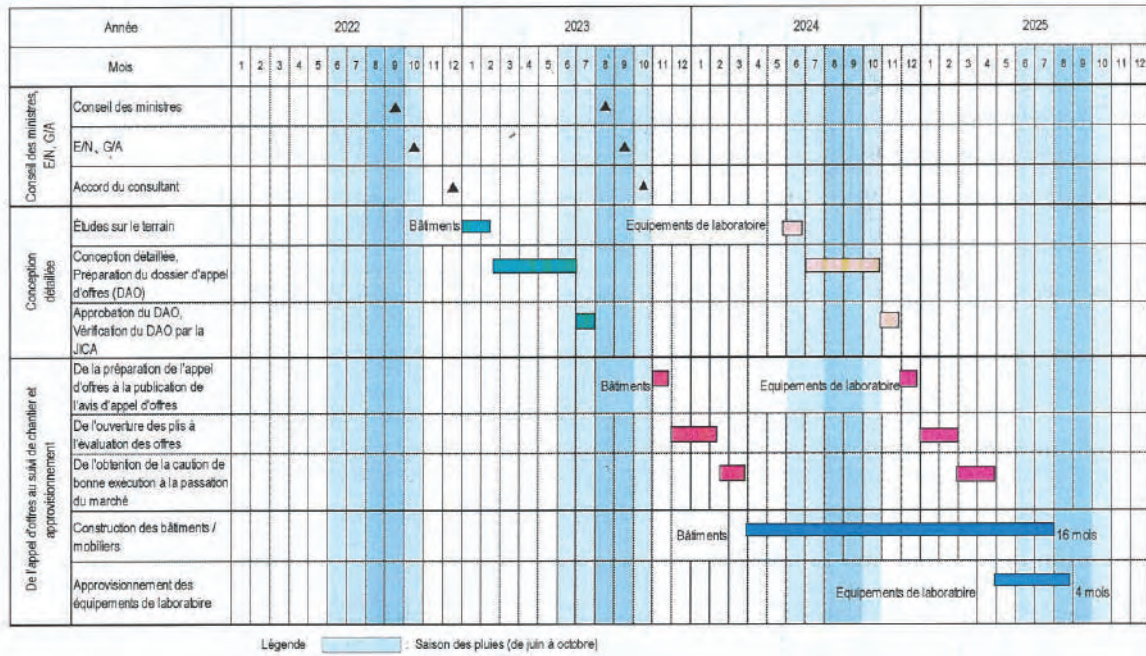 Année 2022 2023 2024 2025
Mois 1 2 3 4 5 6 7 8 9 10 11 12 1 2 3 4 5 6 7 8 9 10 11 12 1 2 3 4 5 6 7 8 9 10 11 12 1 2 3 4 5 6 7 8 9 10 11 12
Conseil des ministres,
E/N, G/A
Conseil des ministres
E/N、G/A
Accord du consultant
Conception
détaillée
Études sur le terrain
Bâtiments
Equipements de laboratoire
Conception détaillée,
Préparation du dossier d'appel
d'offres (DAO)
Approbation du DAO,
Vérification du DAO par la
JICA
De l'appel d'offres au suivi de chantier et
approvisionnement
De la préparation de l'appel
d'offres à la publication de
l'avis d'appel d'offres
Bâtiments
Equipements de laboratoire
De l'ouverture des plis à
l'évaluation des offres
De l'obtention de la caution de
bonne exécution à la passation
du marché
Construction des bâtiments /
mobiliers
Bâtiments
16 mois
Approvisionnement des
équipements de laboratoire
Equipements de laboratoire
4 mois
Légende : Saison des pluies (de juin à octobre)